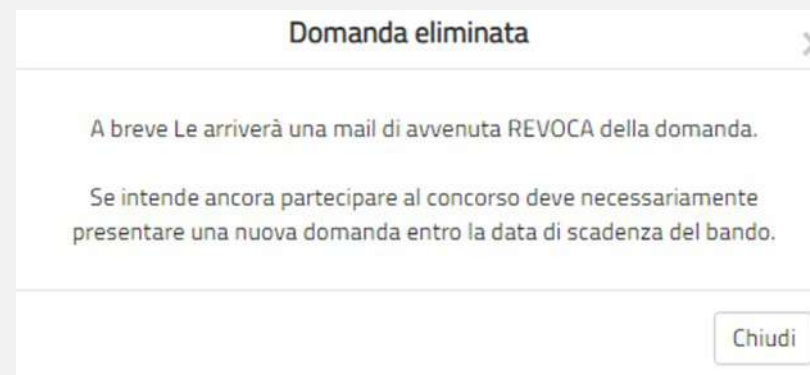 Domanda eliminata
A breve Le arriverà una mail di avvenuta REVOCA della domanda.
Se intende ancora partecipare al concorso deve necessariamente
presentare una nuova domanda entro la data di scadenza del bando.
Chiudi